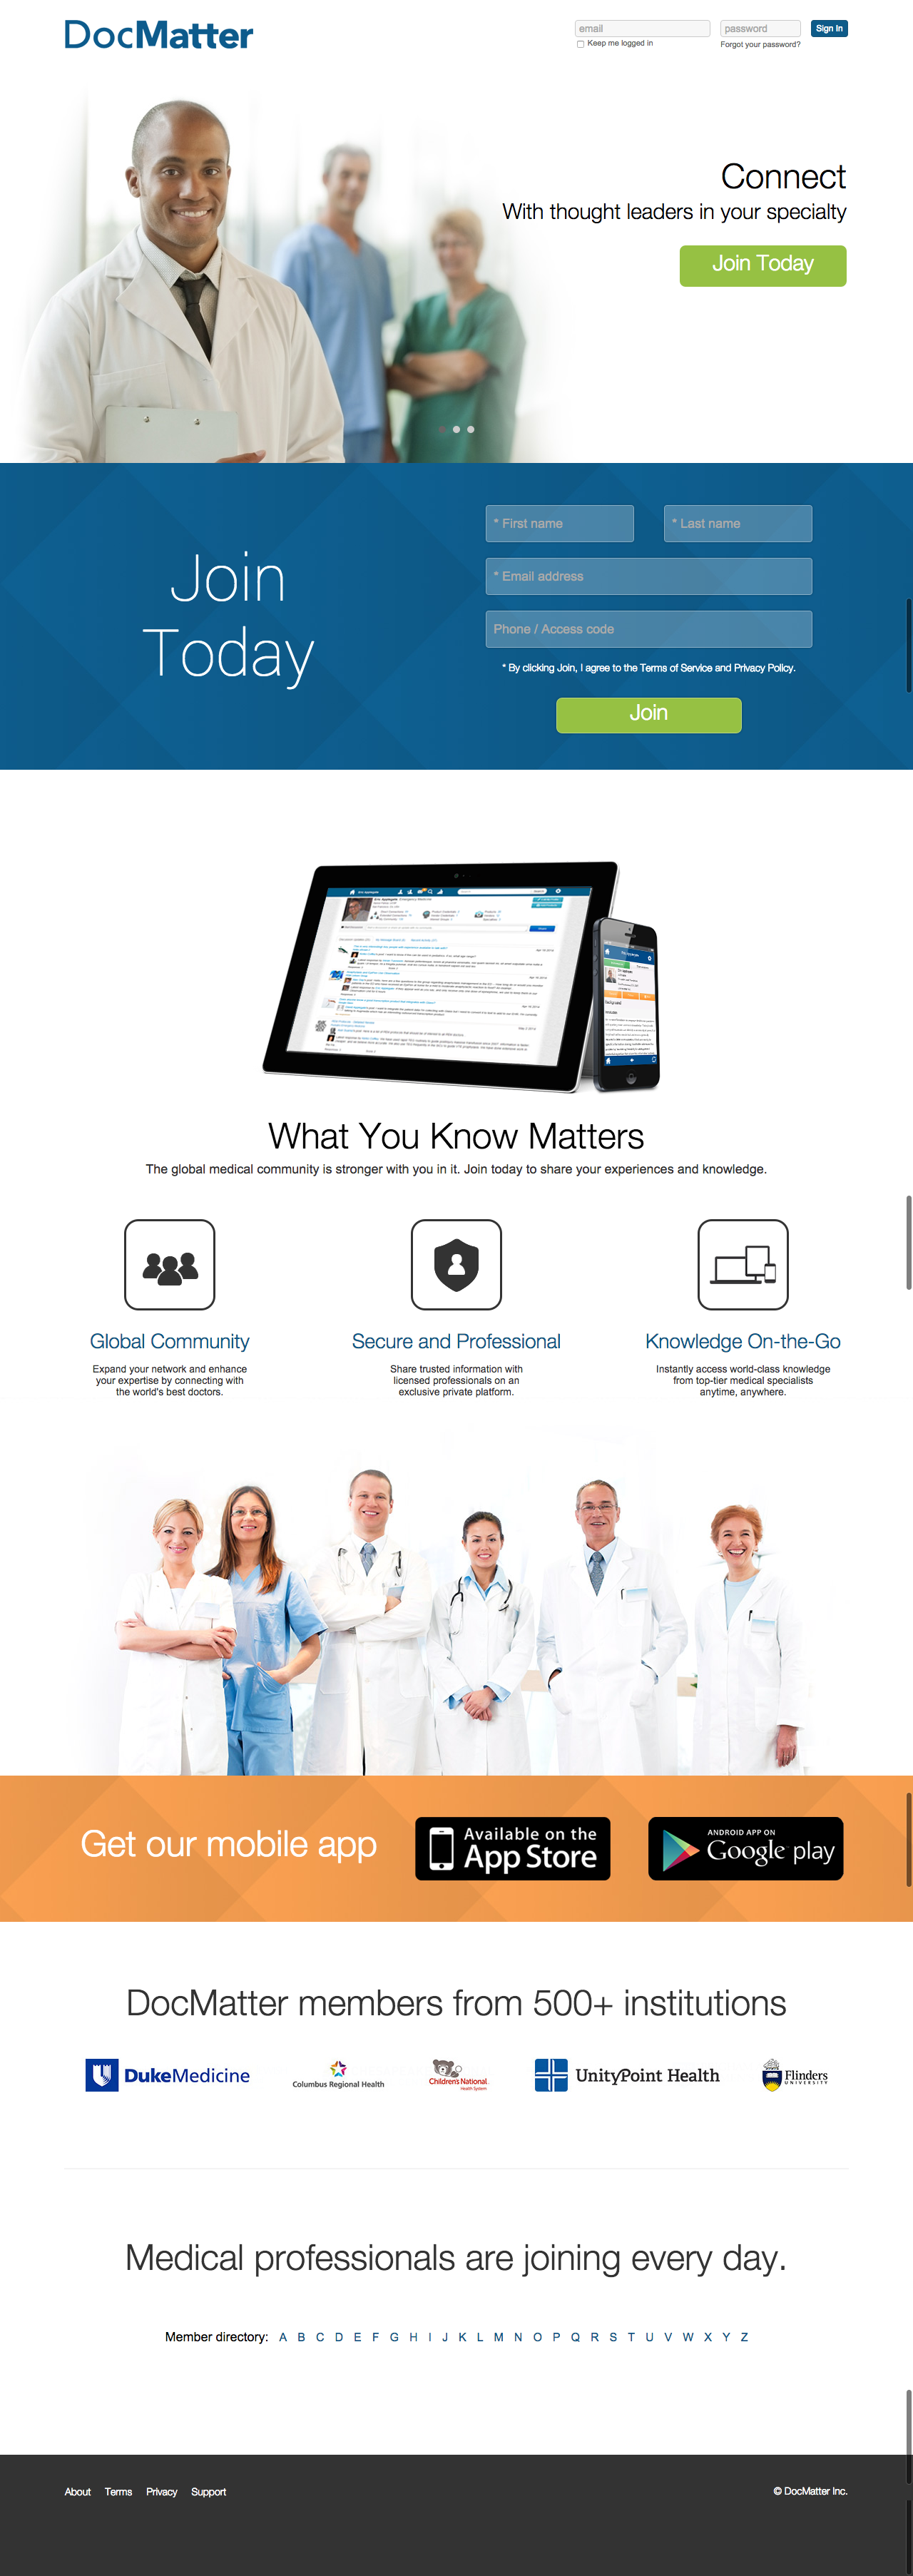 DocMatter
email
password
Sign In
Keep me logged in
Forgot your password?
Connect
With thought leaders in your specialty
Join Today
Join
Today
* First name
* Last name
* Email address
Phone / Access code
* By clicking Join, I agree to the Terms of Service and Privacy Policy.
Join
What You Know Matters
The global medical community is stronger with you in it. Join today to share your experiences and knowledge.
Global Community
Expand your network and enhance
your expertise by connecting with
the world's best doctors.
Secure and Professional
Share trusted information with
licensed professionals on an
exclusive private platform.
Knowledge On-the-Go
Instantly access world-class knowledge
from top-tier medical specialists
anytime, anywhere.
Get our mobile app
Available on the
App Store
ANDROID APP ON
Google play
DocMatter members from 500+ institutions
DukeMedicine
Columbus Regional Health
Children's National
Health System
UnityPoint Health
Flinders
UNIVERSITY
Medical professionals are joining every day.
Member directory: A B C D E F G H I J K L M N O P Q R S T U V W X Y Z
About Terms Privacy Support
© DocMatter Inc.